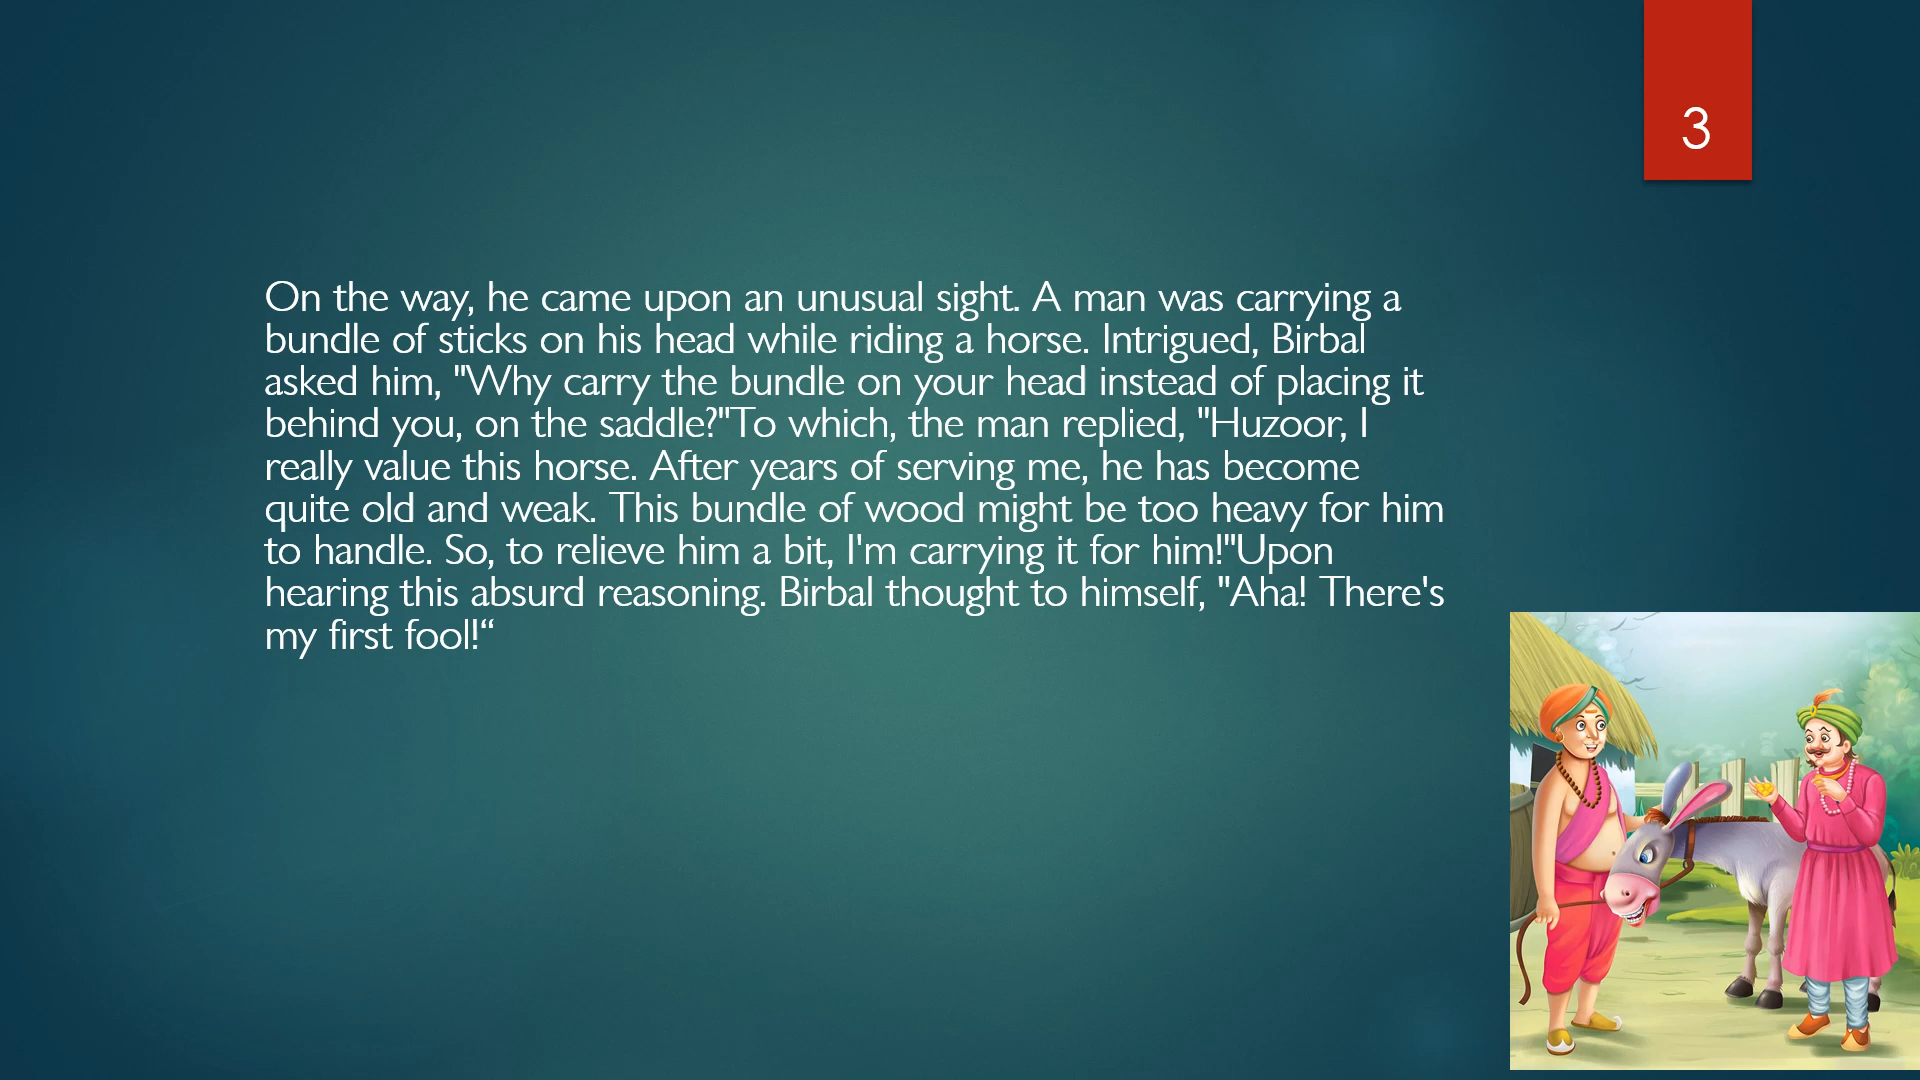 3
On the way, he came upon an unusual sight. A man was carrying a
bundle of sticks on his head while riding a horse. Intrigued, Birbal
asked him, "Why carry the bundle on your head instead of placing it
behind you, on the saddle?"To which, the man replied, "Huzoor, I
really value this horse. After years of serving me, he has become
quite old and weak. This bundle of wood might be too heavy for him
to handle. So, to relieve him a bit, I'm carrying it for him!"Upon
hearing this absurd reasoning. Birbal thought to himself, "Aha! There's
my first fool!“